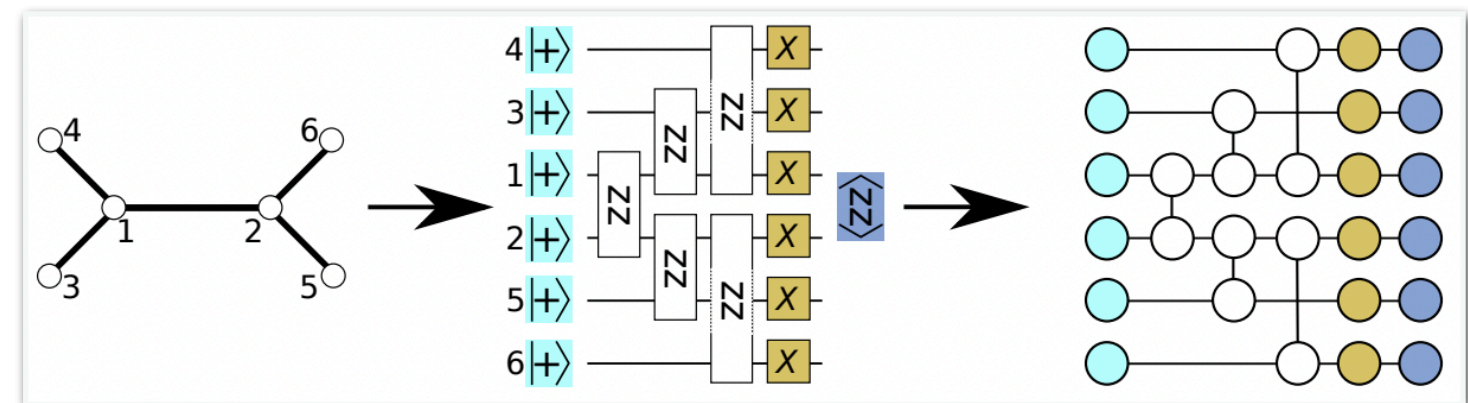 4
6
1
2
3
5
4 |+⟩ X
3 |+⟩ ZZ ZZ X
1 |+⟩ ZZ X
⟨ZZ⟩
2 |+⟩ ZZ ZZ X
5 |+⟩ X
6 |+⟩ X